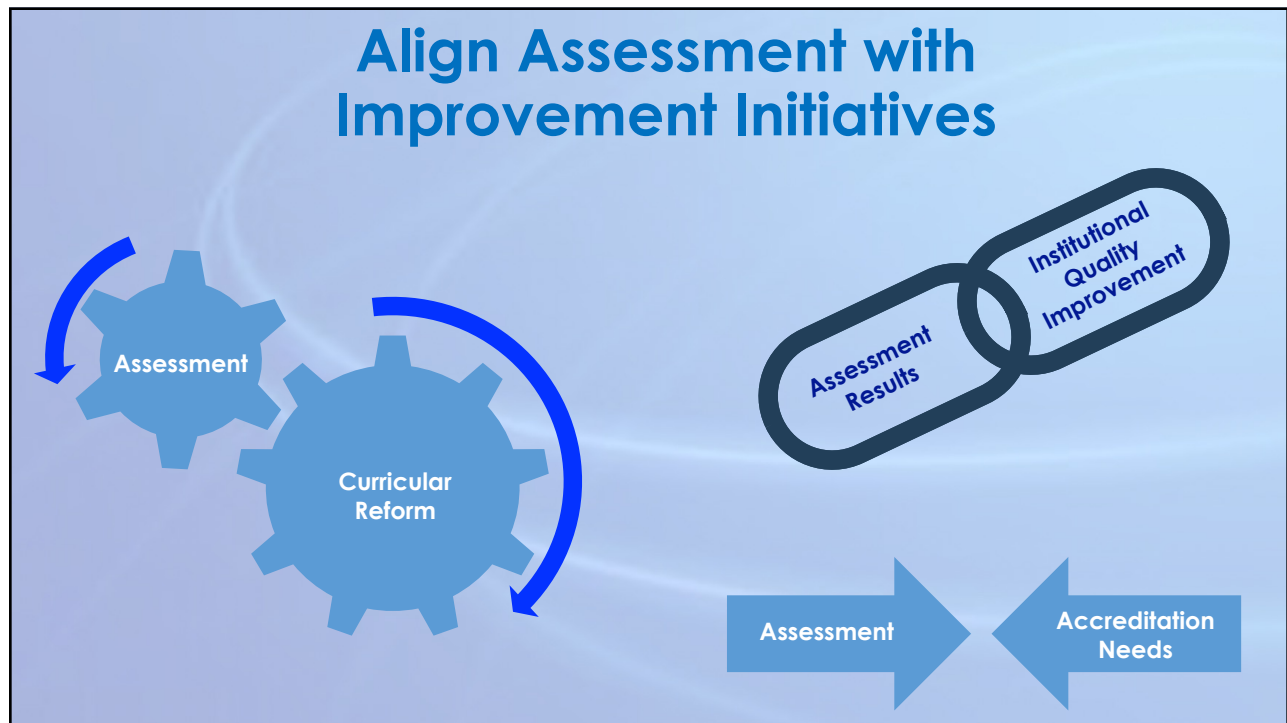 Align Assessment with
Improvement Initiatives
Assessment
Curricular
Reform
Assessment
Results
Institutional
Quality
Improvement
Assessment
Accreditation
Needs